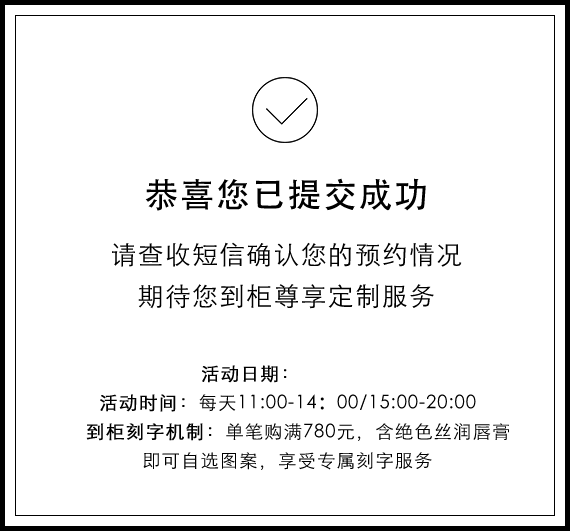 恭喜您已提交成功
请查收短信确认您的预约情况
期待您到柜尊享定制服务
活动日期：
活动时间：每天11:00-14：00/15:00-20:00
到柜刻字机制：单笔购满780元，含绝色丝润唇膏
即可自选图案，享受专属刻字服务